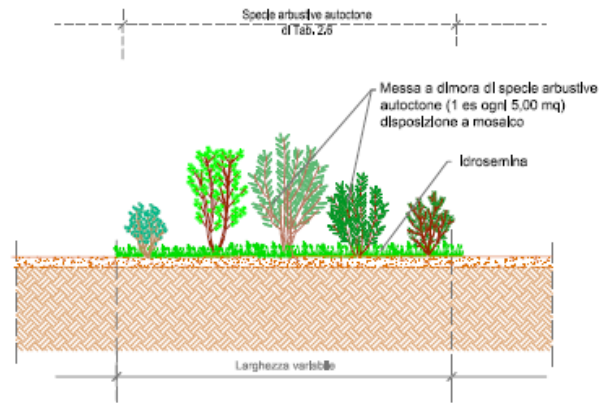 Specie arbustive autoctone
di Tab. 2.6
Messa a dimora di specie arbustive
autoctone (1 es ogni 5,00 mq)
disposizione a mosaico
Idrosemina
Larghezza variabile